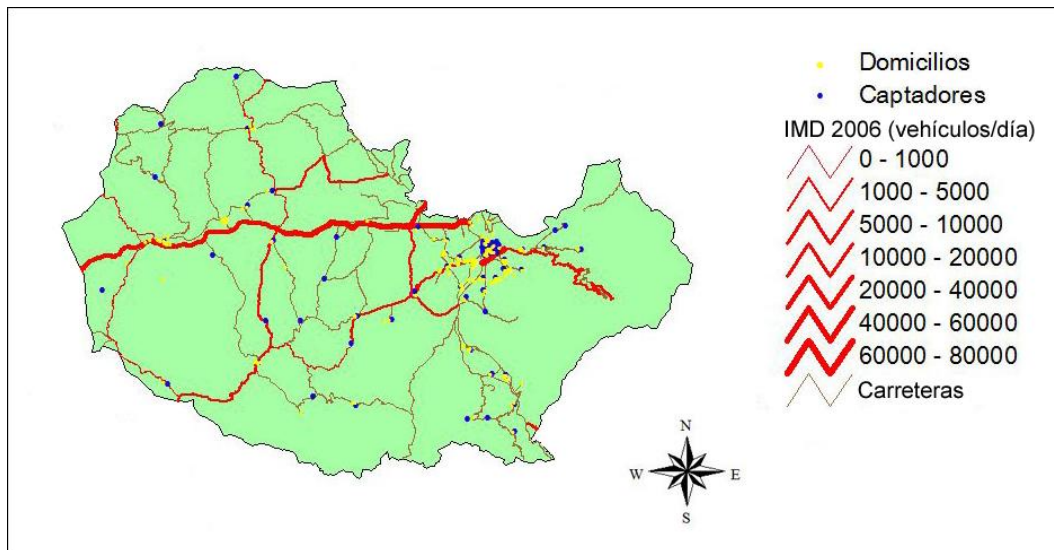 Domicilios
Captadores
IMD 2006 (vehículos/día)
0 - 1000
1000 - 5000
5000 - 10000
10000 - 20000
20000 - 40000
40000 - 60000
60000 - 80000
Carreteras
N
W E
S